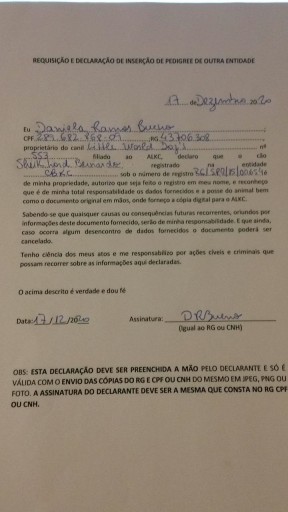 REQUISIÇÃO E DECLARAÇÃO DE INSERÇÃO DE PEDIGREE DE OUTRA ENTIDADE
17 de Dezembro 2020
Eu Daniela Ramos Bueno
CPF 289.682.868-09 RG 43706308
proprietário do canil Little World Dog's nº
553 filiado ao ALKC, declaro que o cão
registrado na entidade
CBKC sob o número de registro
de minha propriedade, autorizo que seja feito o registro em meu nome, e reconheço
que é de minha total responsabilidade os dados fornecidos e a posse do animal bem
como o documento original em mãos, onde forneço a cópia digital para o ALKC.
Sabendo-se que quaisquer causas ou consequências futuras recorrentes, oriundos por
informações deste documento fornecido, serão de minha responsabilidade. E que ainda,
caso ocorra algum desencontro de dados fornecidos o documento poderá ser
cancelado.
Tenho ciência dos meus atos e me responsabilizo por ações cíveis e criminais que
possam recorrer sobre as informações aqui declaradas.
O acima descrito é verdade e dou fé
Data: 17/12/2020 Assinatura: DRBueno
(Igual ao RG ou CNH)
OBS: ESTA DECLARAÇÃO DEVE SER PREENCHIDA A MÃO PELO DECLARANTE E SÓ É
VÁLIDA COM O ENVIO DAS CÓPIAS DO RG E CPF OU CNH DO MESMO EM JPEG, PNG OU
FOTO. A ASSINATURA DO DECLARANTE DEVE SER A MESMA QUE CONSTA NO RG CPF
OU CNH.